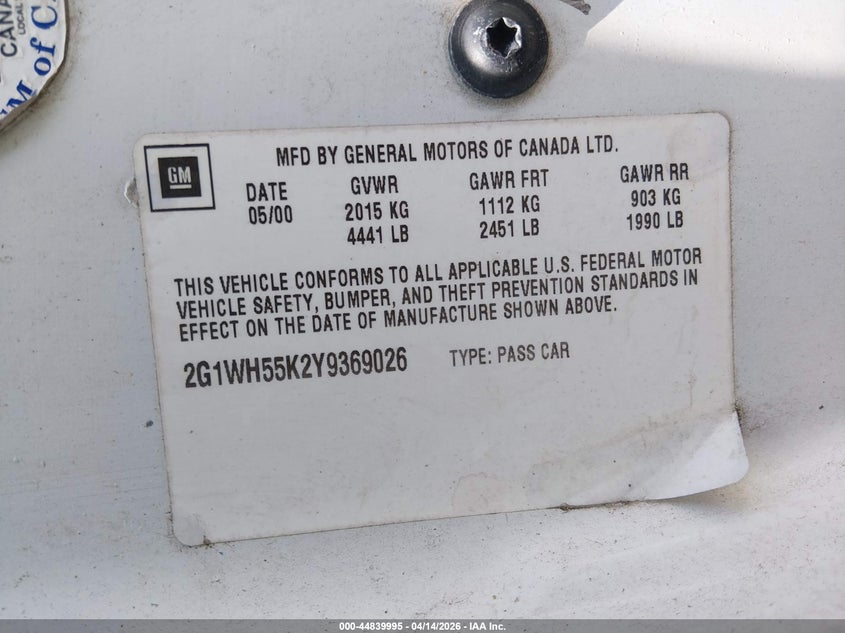 CANA
LOCAL
M of CA
GM
MFD BY GENERAL MOTORS OF CANADA LTD.
DATE GVWR GAWR FRT GAWR RR
05/00 2015 KG 1112 KG 903 KG
4441 LB 2451 LB 1990 LB
THIS VEHICLE CONFORMS TO ALL APPLICABLE U.S. FEDERAL MOTOR
VEHICLE SAFETY, BUMPER, AND THEFT PREVENTION STANDARDS IN
EFFECT ON THE DATE OF MANUFACTURE SHOWN ABOVE.
2G1WH55K2Y9369026 TYPE: PASS CAR
000-44839995 - 04/14/2026 - IAA Inc.